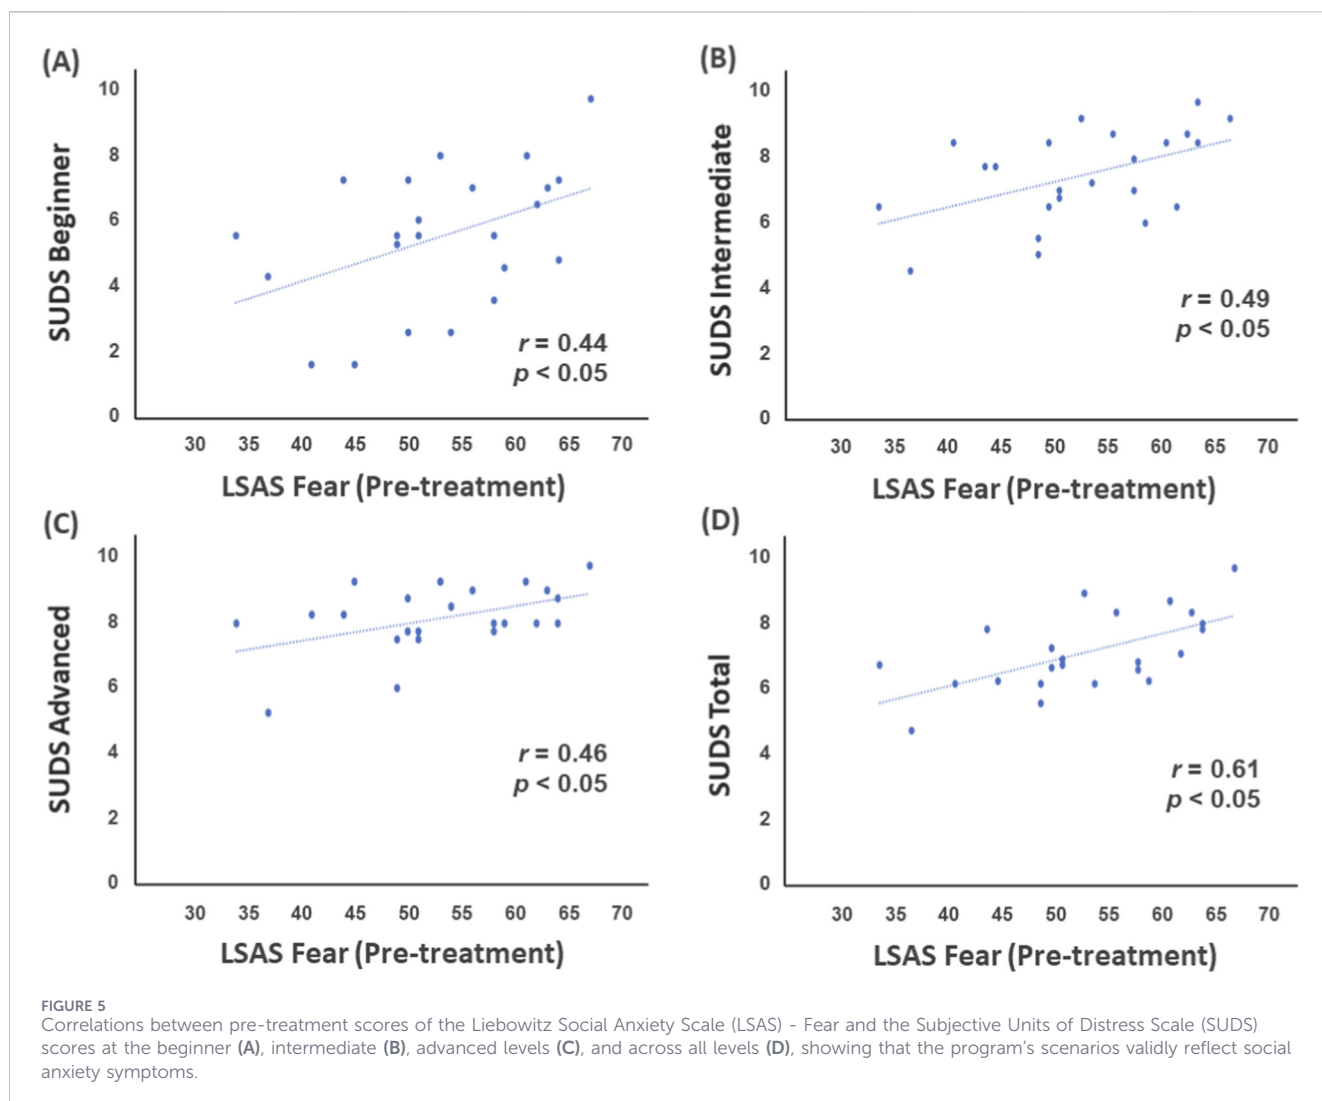 (A)
10
8
6
4
2
0
SUDS Beginner
r = 0.44
p < 0.05
30 35 40 45 50 55 60 65 70
LSAS Fear (Pre-treatment)
(B)
10
8
6
4
2
0
SUDS Intermediate
r = 0.49
p < 0.05
30 35 40 45 50 55 60 65 70
LSAS Fear (Pre-treatment)
(C)
10
8
6
4
2
0
SUDS Advanced
r = 0.46
p < 0.05
30 35 40 45 50 55 60 65 70
LSAS Fear (Pre-treatment)
(D)
10
8
6
4
2
0
SUDS Total
r = 0.61
p < 0.05
30 35 40 45 50 55 60 65 70
LSAS Fear (Pre-treatment)
FIGURE 5
Correlations between pre-treatment scores of the Liebowitz Social Anxiety Scale (LSAS) - Fear and the Subjective Units of Distress Scale (SUDS)
scores at the beginner (A), intermediate (B), advanced levels (C), and across all levels (D), showing that the program's scenarios validly reflect social
anxiety symptoms.